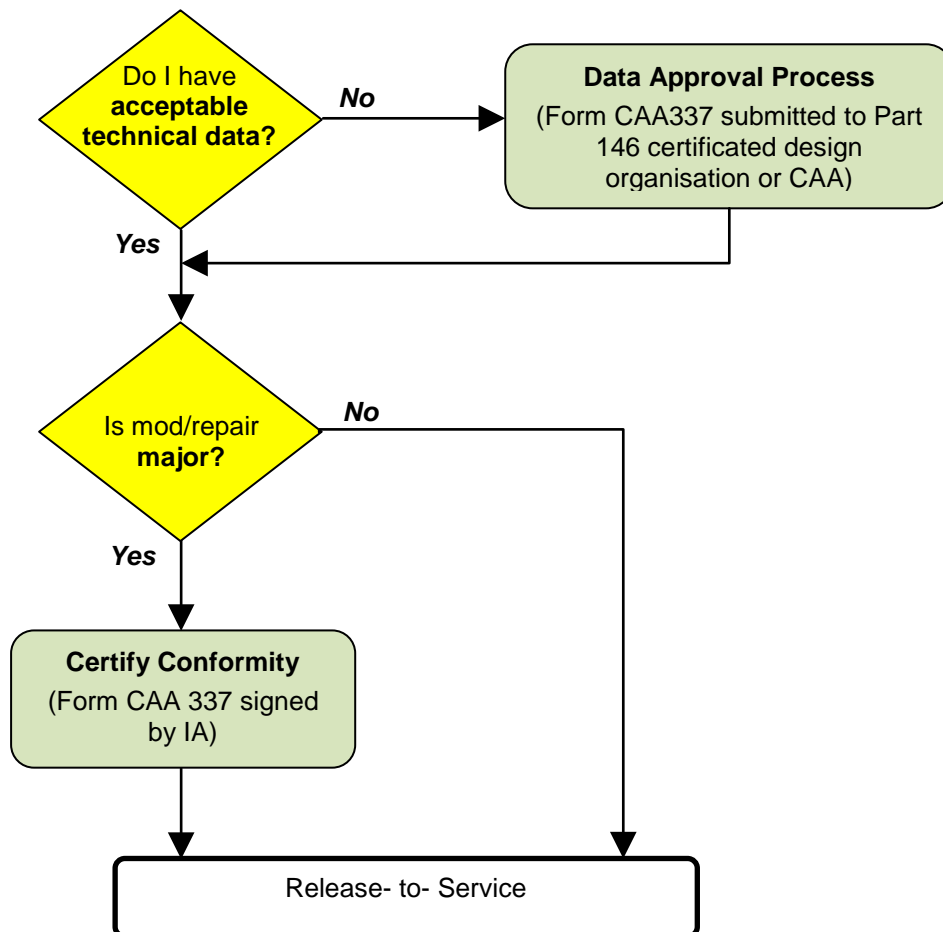 Do I have
acceptable
technical data?
No
Data Approval Process
(Form CAA337 submitted to Part
146 certificated design
organisation or CAA)
Yes
Is mod/repair
major?
No
Yes
Certify Conformity
(Form CAA 337 signed
by IA)
Release- to- Service